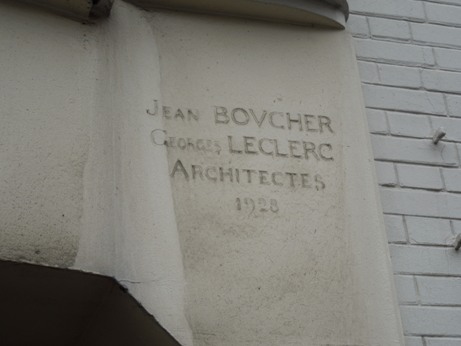 Jean BOVCHER
Georges LECLERC
ARCHITECTES
1928